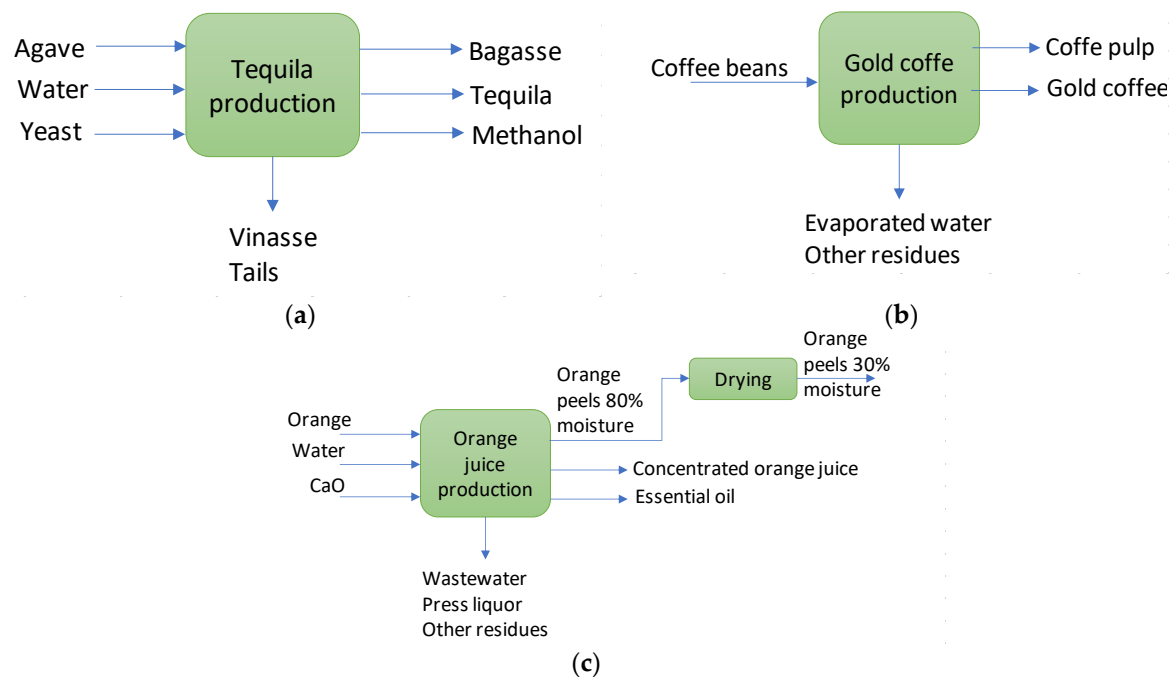 Agave
Water
Yeast
Tequila
production
Bagasse
Tequila
Methanol
Vinasse
Tails
(a)
Coffee beans
Gold coffe
production
Coffe pulp
Gold coffee
Evaporated water
Other residues
(b)
Orange
Water
CaO
Orange
juice
production
Orange
peels 80%
moisture
Drying
Orange
peels 30%
moisture
Concentrated orange juice
Essential oil
Wastewater
Press liquor
Other residues
(c)